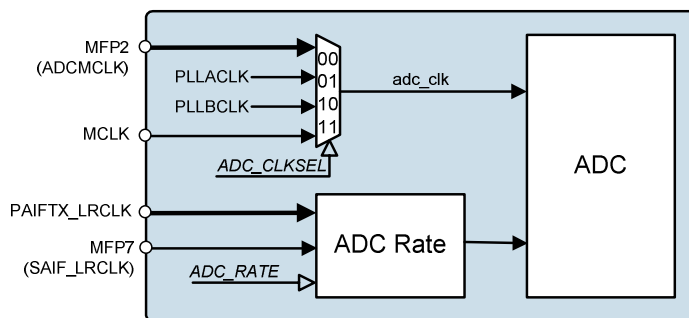 MFP2
(ADCMCLK)
00
PLLACLK
01
adc_clk
PLLBCLK
10
MCLK
11
ADC_CLKSEL
ADC
PAIFTX_LRCLK
MFP7
(SAIF_LRCLK)
ADC Rate
ADC_RATE